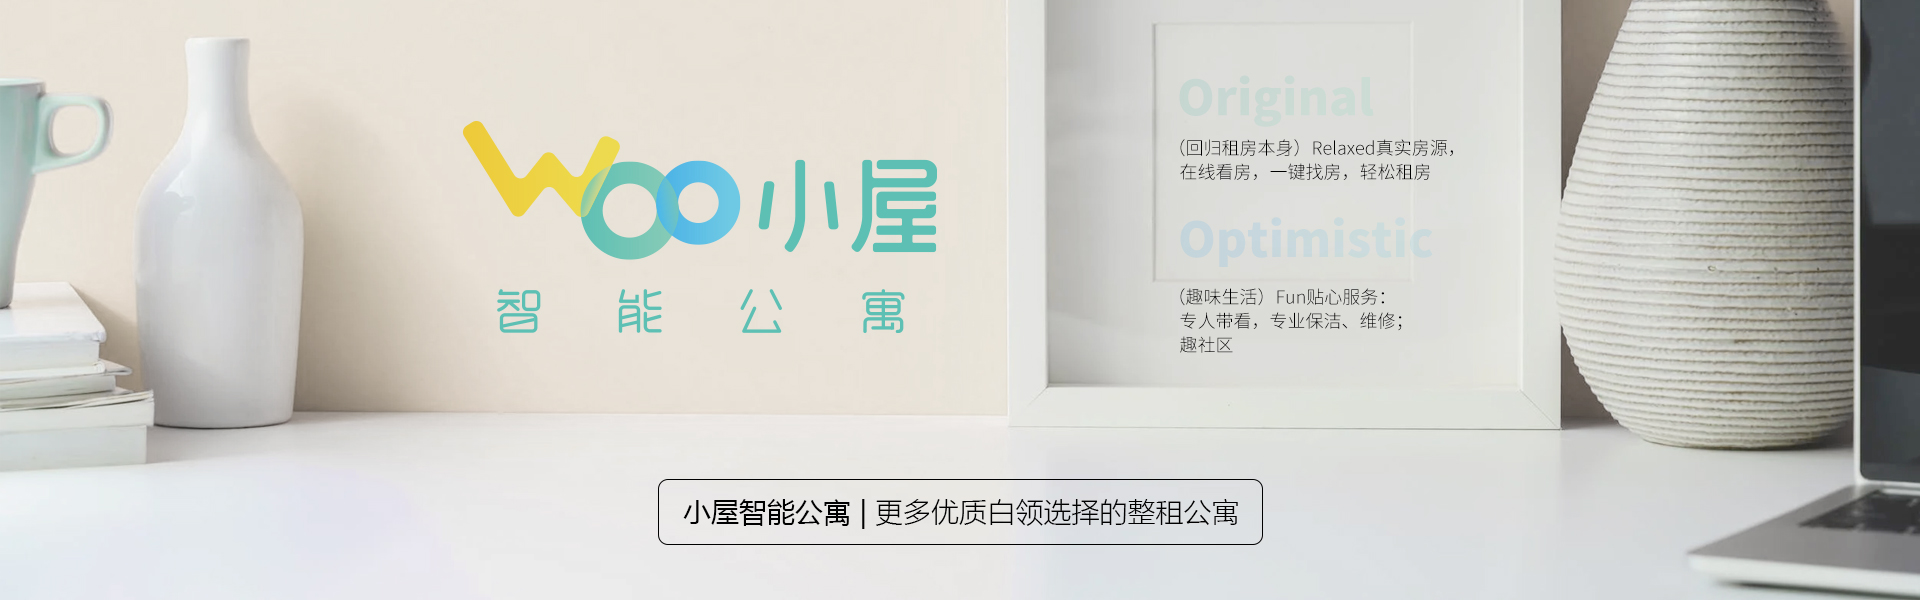 Woo小屋
智能公寓
Original
（回归租房本身）Relaxed真实房源，
在线看房，一键找房，轻松租房
Optimistic
（趣味生活）Fun贴心服务：
专人带看，专业保洁、维修；
趣社区
小屋智能公寓 | 更多优质白领选择的整租公寓